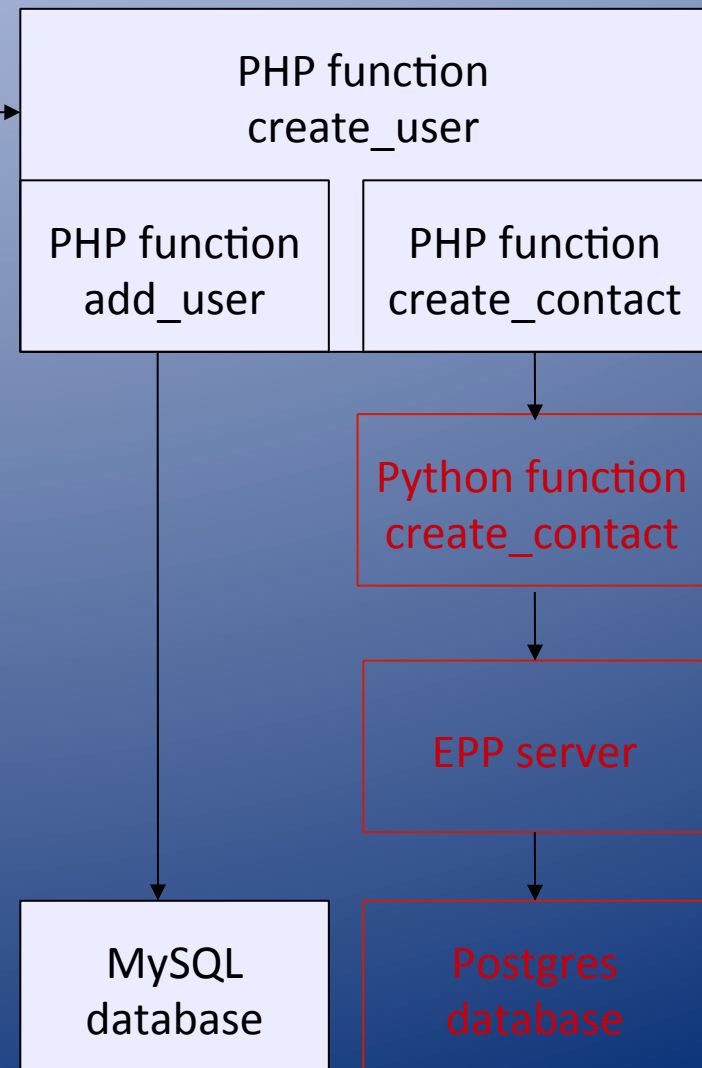 PHP function
create_user
PHP function
add_user
PHP function
create_contact
Python function
create_contact
EPP server
MySQL
database
Postgres
database